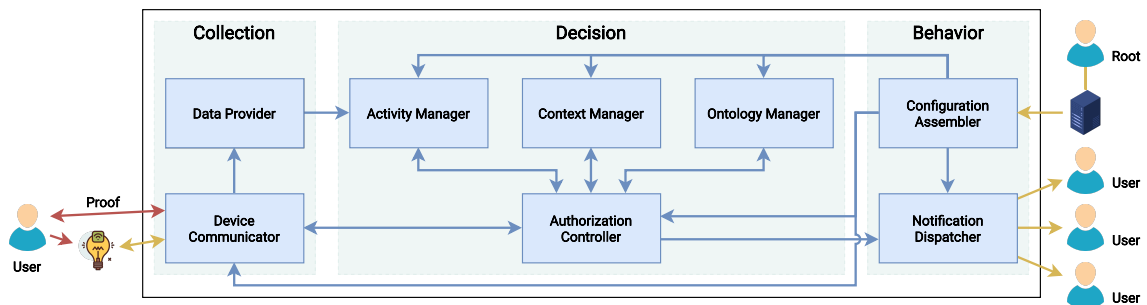 Collection
Decision
Behavior
Root
Data Provider
Activity Manager
Context Manager
Ontology Manager
Configuration
Assembler
User
Proof
Device
Communicator
Authorization
Controller
Notification
Dispatcher
User
User
User